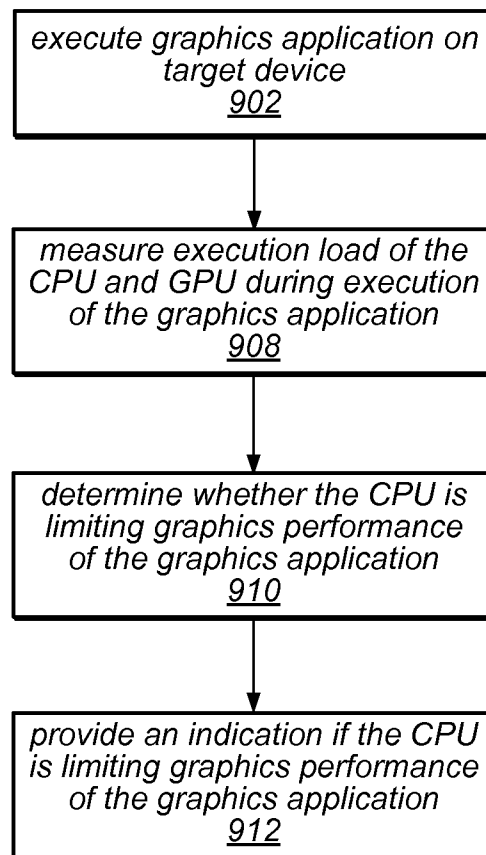 execute graphics application on
target device
902
measure execution load of the
CPU and GPU during execution
of the graphics application
908
determine whether the CPU is
limiting graphics performance
of the graphics application
910
provide an indication if the CPU
is limiting graphics performance
of the graphics application
912